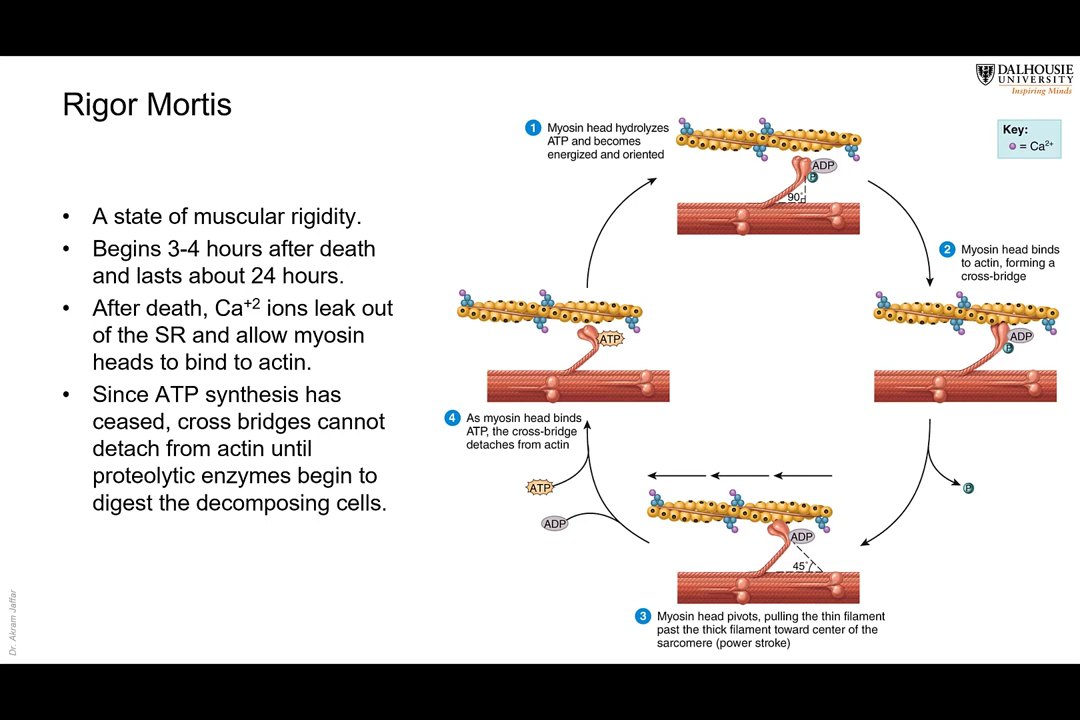 DALHOUSIE
UNIVERSITY
Inspiring Minds
Rigor Mortis
• A state of muscular rigidity.
• Begins 3-4 hours after death
and lasts about 24 hours.
• After death, Ca+2 ions leak out
of the SR and allow myosin
heads to bind to actin.
• Since ATP synthesis has
ceased, cross bridges cannot
detach from actin until
proteolytic enzymes begin to
digest the decomposing cells.
Key:
= Ca2+
1 Myosin head hydrolyzes
ATP and becomes
energized and oriented
ADP
P
90°
2 Myosin head binds
to actin, forming a
cross-bridge
ADP
P
P
ADP
45°
3 Myosin head pivots, pulling the thin filament
past the thick filament toward center of the
sarcomere (power stroke)
ATP
4 As myosin head binds
ATP, the cross-bridge
detaches from actin
ATP
ADP
Dr. Akram Jaffar